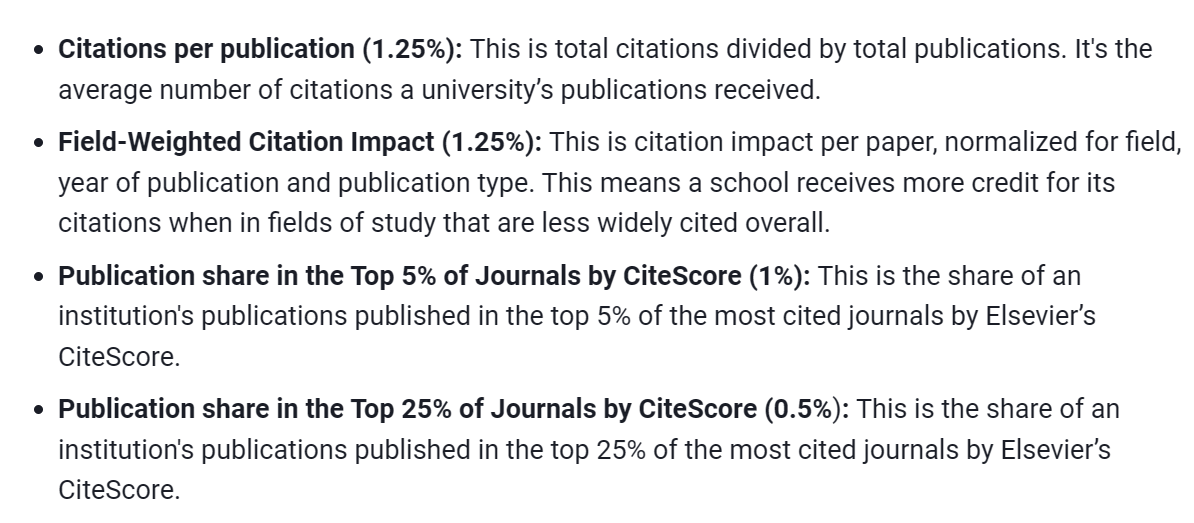 • Citations per publication (1.25%): This is total citations divided by total publications. It's the
average number of citations a university’s publications received.
• Field-Weighted Citation Impact (1.25%): This is citation impact per paper, normalized for field,
year of publication and publication type. This means a school receives more credit for its
citations when in fields of study that are less widely cited overall.
• Publication share in the Top 5% of Journals by CiteScore (1%): This is the share of an
institution's publications published in the top 5% of the most cited journals by Elsevier’s
CiteScore.
• Publication share in the Top 25% of Journals by CiteScore (0.5%): This is the share of an
institution's publications published in the top 25% of the most cited journals by Elsevier’s
CiteScore.